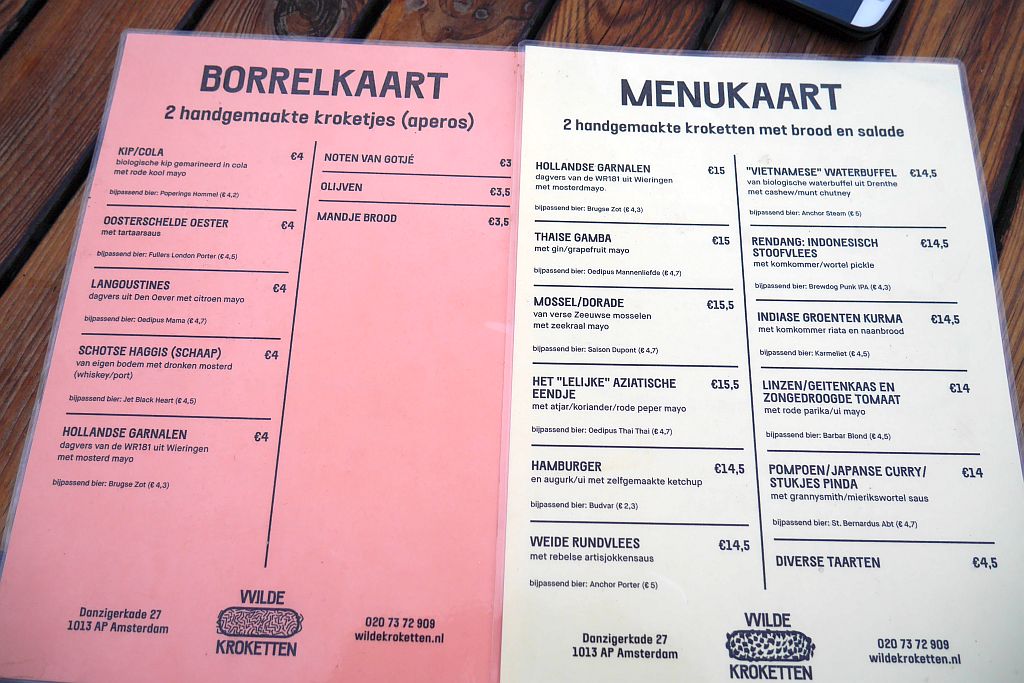 BORRELKAART
2 handgemaakte kroketjes (aperos)
KIP/COLA €4
biologische kip gemarineerd in cola
met rode kool mayo
bijpassend bier: Poperings Hommel (€ 4,2)
OOSTERSCHELDE OESTER €4
met tartaarsaus
bijpassend bier: Fullers London Porter (€ 4,5)
LANGOUSTINES €4
dagvers uit Den Oever met citroen mayo
bijpassend bier: Oedipus Mama (€ 4,7)
SCHOTSE HAGGIS (SCHAAP) €4
van eigen bodem met dronken mosterd
(whiskey/port)
bijpassend bier: Jet Black Heart (€ 4,5)
HOLLANDSE GARNALEN €4
dagvers van de WR181 uit Wieringen
met mosterd mayo
bijpassend bier: Brugse Zot (€ 4,3)
NOTEN VAN GOTJÉ €3
OLIJVEN €3,5
MANDJE BROOD €3,5
Danzigerkade 27
1013 AP Amsterdam
WILDE
KROKETTEN
020 73 72 909
wildekroketten.nl
MENUKAART
2 handgemaakte kroketten met brood en salade
HOLLANDSE GARNALEN €15
dagvers van de WR181 uit Wieringen
met mosterdmayo
bijpassend bier: Brugse Zot (€ 4,3)
THAISE GAMBA €15
met gin/grapefruit mayo
bijpassend bier: Oedipus Mannenliefde (€ 4,7)
MOSSEL/DORADE €15,5
van verse Zeeuwse mosselen
met zeekraal mayo
bijpassend bier: Saison Dupont (€ 4,7)
HET "LELIJKE" AZIATISCHE €15,5
EENDJE
met atjar/koriander/rode peper mayo
bijpassend bier: Oedipus Thai Thai (€ 4,7)
HAMBURGER €14,5
en augurk/ui met zelfgemaakte ketchup
bijpassend bier: Budvar (€ 2,3)
WEIDE RUNDVLEES €14,5
met rebelse artisjokkensaus
bijpassend bier: Anchor Porter (€ 5)
"VIETNAMESE" WATERBUFFEL €14,5
van biologische waterbuffel uit Drenthe
met cashew/munt chutney
bijpassend bier: Anchor Steam (€ 5)
RENDANG: INDONESISCH €14,5
STOOFVLEES
met komkommer/wortel pickle
bijpassend bier: Brewdog Punk IPA (€ 4,3)
INDIASE GROENTEN KURMA €14,5
met komkommer riata en naanbrood
bijpassend bier: Karmeliet (€ 4,5)
LINZEN/GEITENKAAS EN €14
ZONGEDROOGDE TOMAAT
met rode parika/ui mayo
bijpassend bier: Barbar Blond (€ 4,5)
POMPOEN/JAPANSE CURRY/ €14
STUKJES PINDA
met grannysmith/mierikswortel saus
bijpassend bier: St. Bernardus Abt (€ 4,7)
DIVERSE TAARTEN €4,5
Danzigerkade 27
1013 AP Amsterdam
WILDE
KROKETTEN
020 73 72 909
wildekroketten.nl